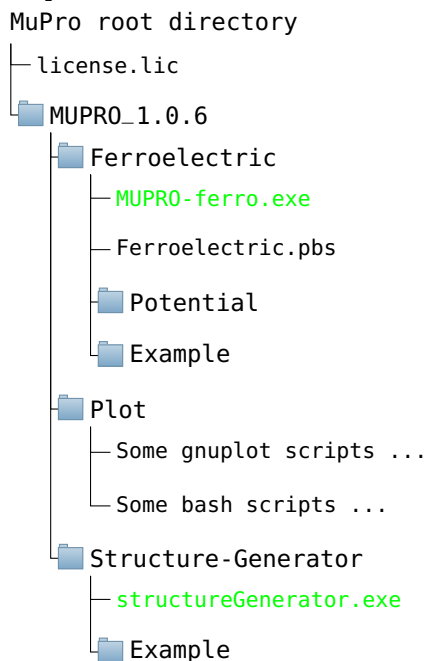 MuPro root directory
license.lic
MUPRO_1.0.6
Ferroelectric
MUPRO-ferro.exe
Ferroelectric.pbs
Potential
Example
Plot
Some gnuplot scripts ...
Some bash scripts ...
Structure-Generator
structureGenerator.exe
Example